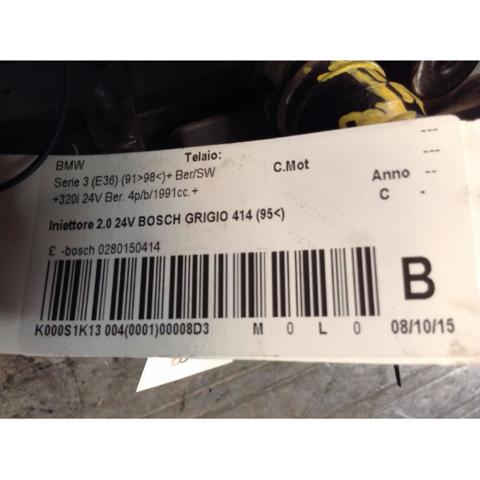 BMW Telaio: ---
Serie 3 (E36) (91>98<)+ Ber/SW C.Mot ---
+320i 24V Ber. 4p/b/1991cc.+ Anno --
C -
Iniettore 2.0 24V BOSCH GRIGIO 414 (95<)
£ -bosch 0280150414
B
K000S1K13 004(0001)00008D3 M 0 L 0 08/10/15